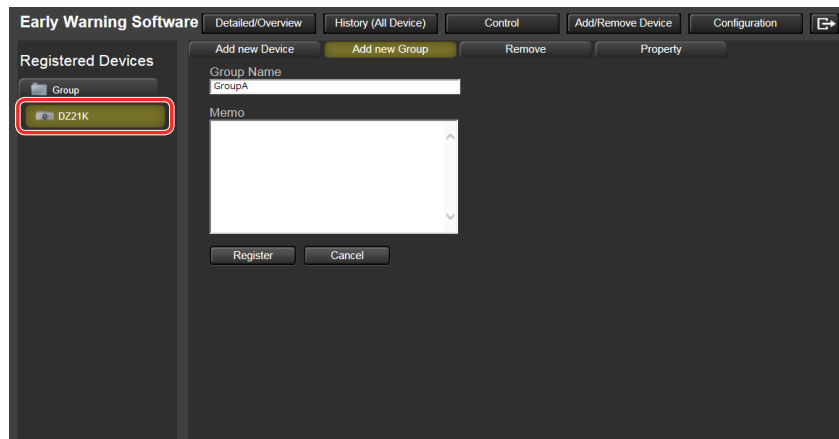 Early Warning Software Detailed/Overview History (All Device) Control Add/Remove Device Configuration
Registered Devices
Add new Device Add new Group Remove Property
Group
DZ21K
Group Name
GroupA
Memo
Register Cancel